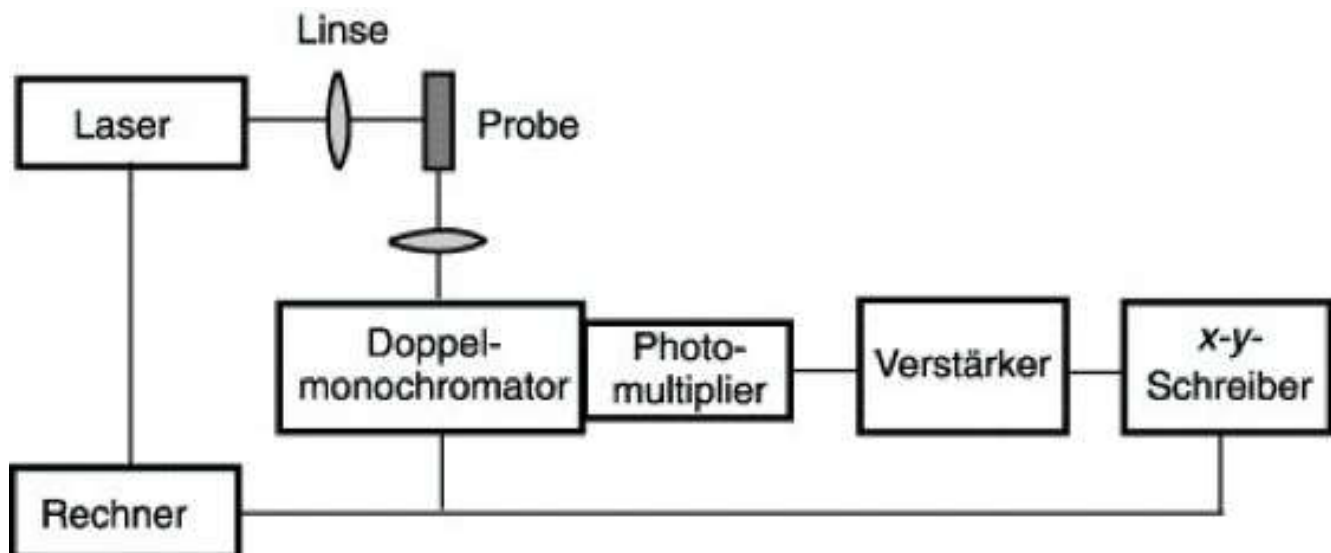 Linse
Laser
Probe
Doppel-
monochromator
Photo-
multiplier
Verstärker
x-y-
Schreiber
Rechner